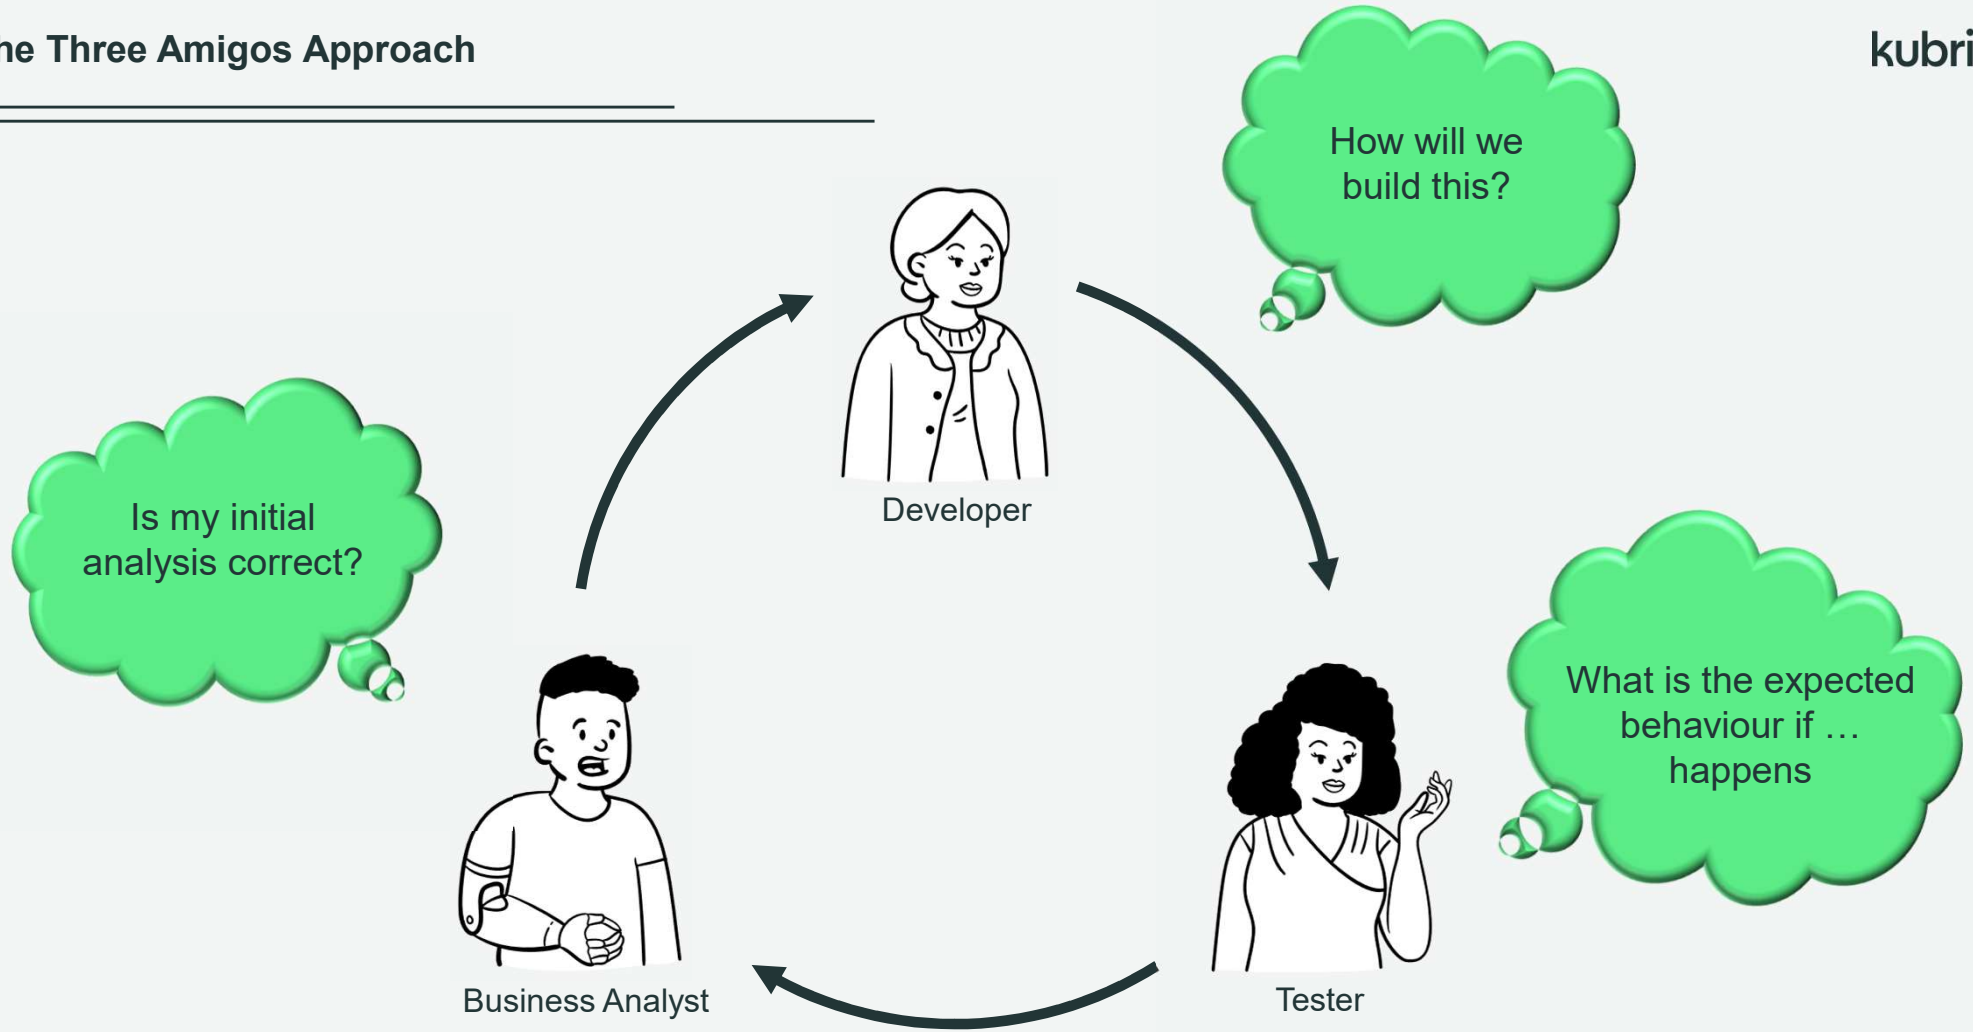 he Three Amigos Approach
kubri
How will we
build this?
Developer
Is my initial
analysis correct?
What is the expected
behaviour if …
happens
Business Analyst
Tester